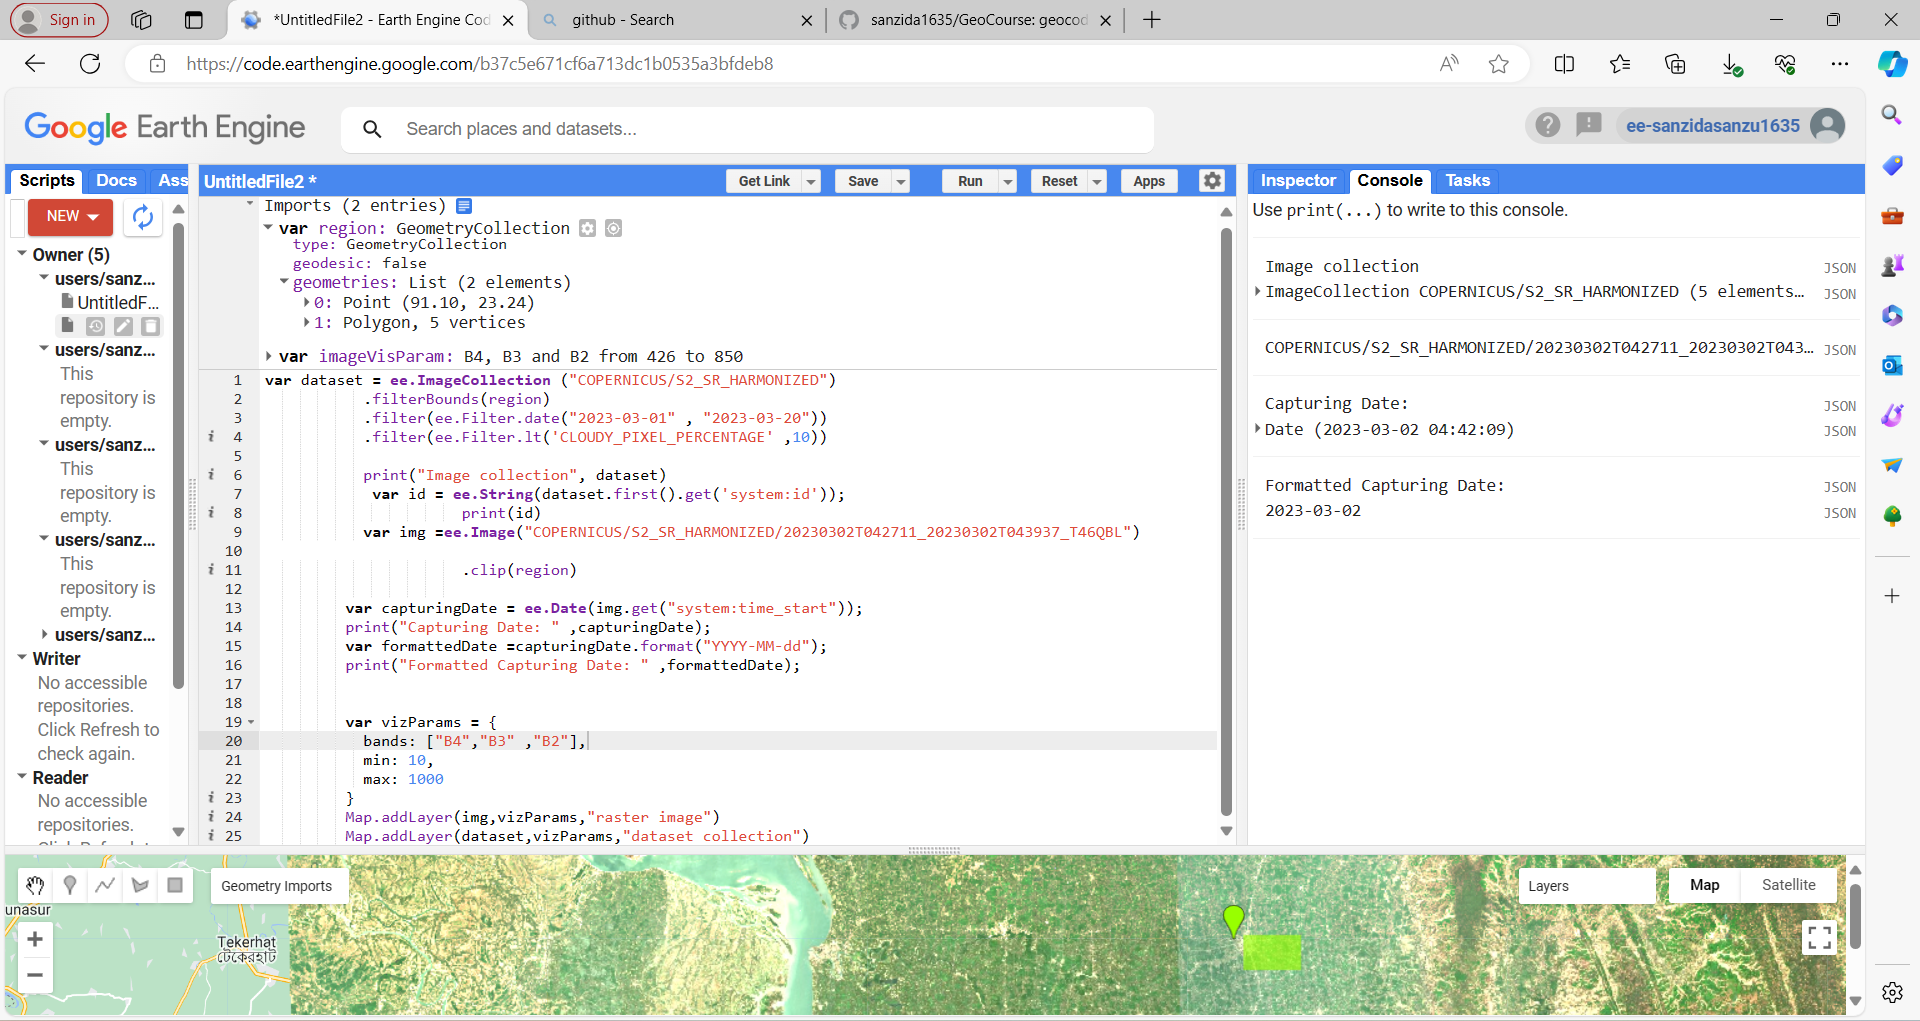 Sign in
*UntitledFile2 - Earth Engine Cod
github - Search
sanzida1635/GeoCourse: geocod
https://code.earthengine.google.com/b37c5e671cf6a713dc1b0535a3bfdeb8
Google Earth Engine
Search places and datasets...
ee-sanzidasanzu1635
Scripts Docs Ass
NEW
Owner (5)
users/sanz...
UntitledF...
users/sanz...
This
repository is
empty.
users/sanz...
This
repository is
empty.
users/sanz...
This
repository is
empty.
users/sanz...
Writer
No accessible
repositories.
Click Refresh to
check again.
Reader
No accessible
repositories.
UntitledFile2 *
Get Link Save Run Reset Apps
Imports (2 entries)
var region: GeometryCollection
type: GeometryCollection
geodesic: false
geometries: List (2 elements)
0: Point (91.10, 23.24)
1: Polygon, 5 vertices
var imageVisParam: B4, B3 and B2 from 426 to 850
1 var dataset = ee.ImageCollection ("COPERNICUS/S2_SR_HARMONIZED")
2 .filterBounds(region)
3 .filter(ee.Filter.date("2023-03-01" , "2023-03-20"))
i 4 .filter(ee.Filter.lt('CLOUDY_PIXEL_PERCENTAGE' ,10))
5
i 6 print("Image collection", dataset)
7 var id = ee.String(dataset.first().get('system:id'));
i 8 print(id)
9 var img =ee.Image("COPERNICUS/S2_SR_HARMONIZED/20230302T042711_20230302T043937_T46QBL")
10
i 11 .clip(region)
12
13 var capturingDate = ee.Date(img.get("system:time_start"));
14 print("Capturing Date: " ,capturingDate);
15 var formattedDate =capturingDate.format("YYYY-MM-dd");
16 print("Formatted Capturing Date: " ,formattedDate);
17
18
19 var vizParams = {
20 bands: ["B4","B3" ,"B2"],
21 min: 10,
22 max: 1000
i 23 }
i 24 Map.addLayer(img,vizParams,"raster image")
i 25 Map.addLayer(dataset,vizParams,"dataset collection")
Inspector Console Tasks
Use print(...) to write to this console.
Image collection JSON
ImageCollection COPERNICUS/S2_SR_HARMONIZED (5 elements... JSON
COPERNICUS/S2_SR_HARMONIZED/20230302T042711_20230302T043... JSON
Capturing Date: JSON
Date (2023-03-02 04:42:09) JSON
Formatted Capturing Date: JSON
2023-03-02 JSON
Geometry Imports
Layers
Map Satellite
unasur
Tekerhat
টেকেরহাট